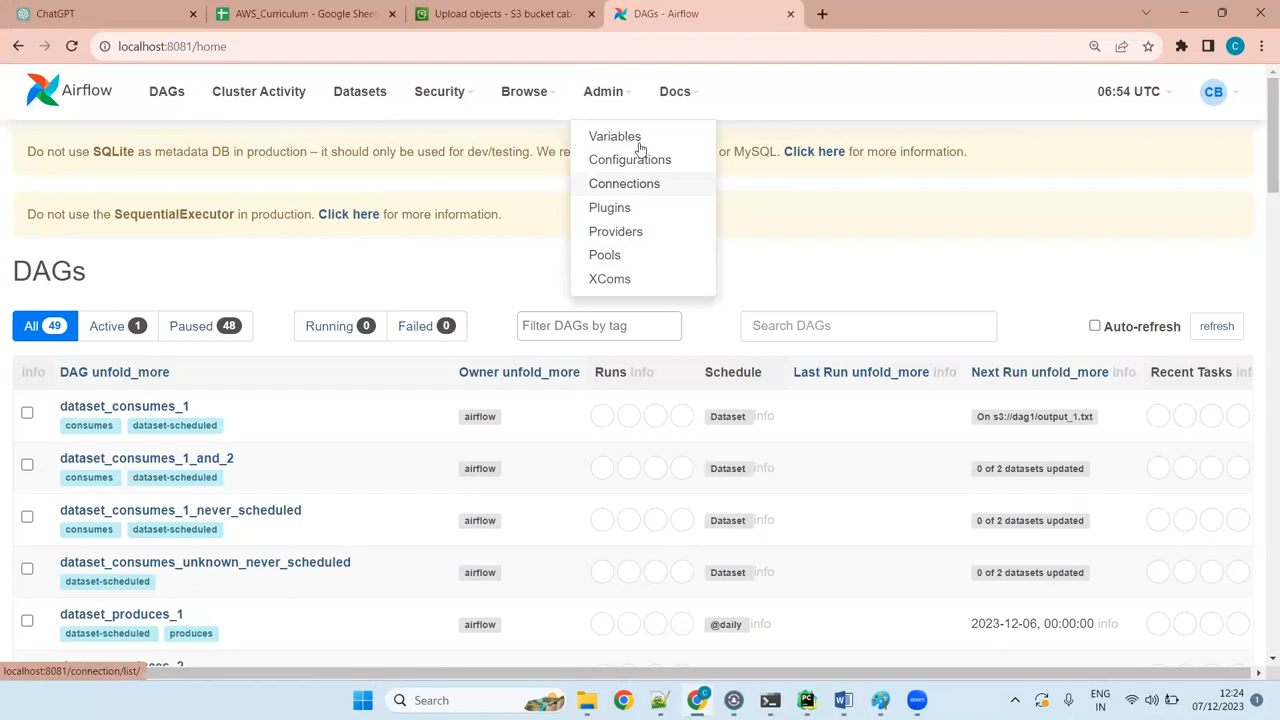 ChatGPT
AWS_Curriculum - Google Sheet
Upload objects - S3 bucket cab
DAGs - Airflow
localhost:8081/home
Airflow
DAGs
Cluster Activity
Datasets
Security
Browse
Admin
Docs
06:54 UTC
CB
Variables
Configurations
Connections
Plugins
Providers
Pools
XComs
Do not use SQLite as metadata DB in production – it should only be used for dev/testing. We re or MySQL. Click here for more information.
Do not use the SequentialExecutor in production. Click here for more information.
DAGs
All 49
Active 1
Paused 48
Running 0
Failed 0
Filter DAGs by tag
Search DAGs
Auto-refresh
refresh
info DAG unfold_more Owner unfold_more Runs info Schedule Last Run unfold_more info Next Run unfold_more info Recent Tasks inf
dataset_consumes_1 airflow Dataset info On s3://dag1/output_1.txt
consumes dataset-scheduled
dataset_consumes_1_and_2 airflow Dataset info 0 of 2 datasets updated
consumes dataset-scheduled
dataset_consumes_1_never_scheduled airflow Dataset info 0 of 2 datasets updated
consumes dataset-scheduled
dataset_consumes_unknown_never_scheduled airflow Dataset info 0 of 2 datasets updated
dataset-scheduled
dataset_produces_1 airflow @daily info 2023-12-06, 00:00:00 info
dataset-scheduled produces
localhost:8081/connection/list/
Search
ENG
IN
12:24
07/12/2023